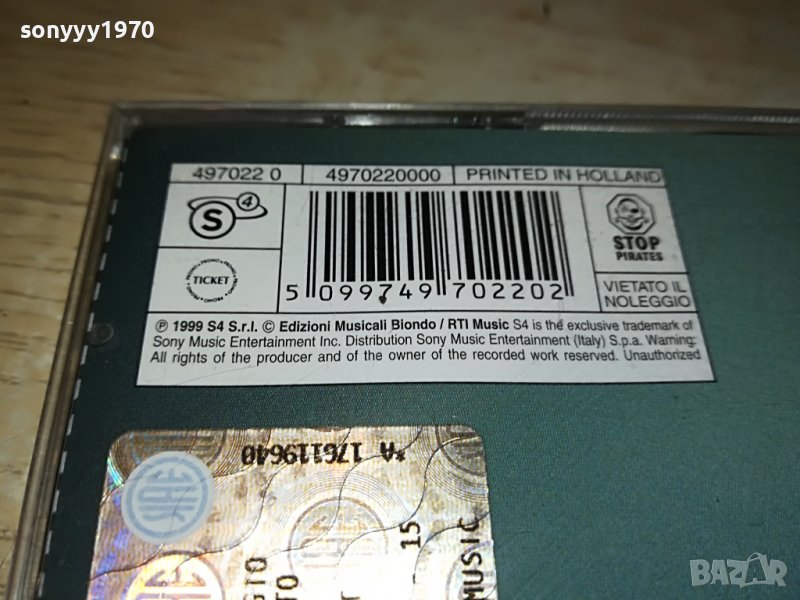 sonyyy1970
497022 0 4970220000 PRINTED IN HOLLAND
S 4
STOP
PIRATES
TICKET
5 099749 702202
VIETATO IL
NOLEGGIO
℗ 1999 S4 S.r.l. © Edizioni Musicali Biondo / RTI Music S4 is the exclusive trademark of
Sony Music Entertainment Inc. Distribution Sony Music Entertainment (Italy) S.p.a. Warning:
All rights of the producer and of the owner of the recorded work reserved. Unauthorized
*A 176119640
15
MUSIC
BAZAR